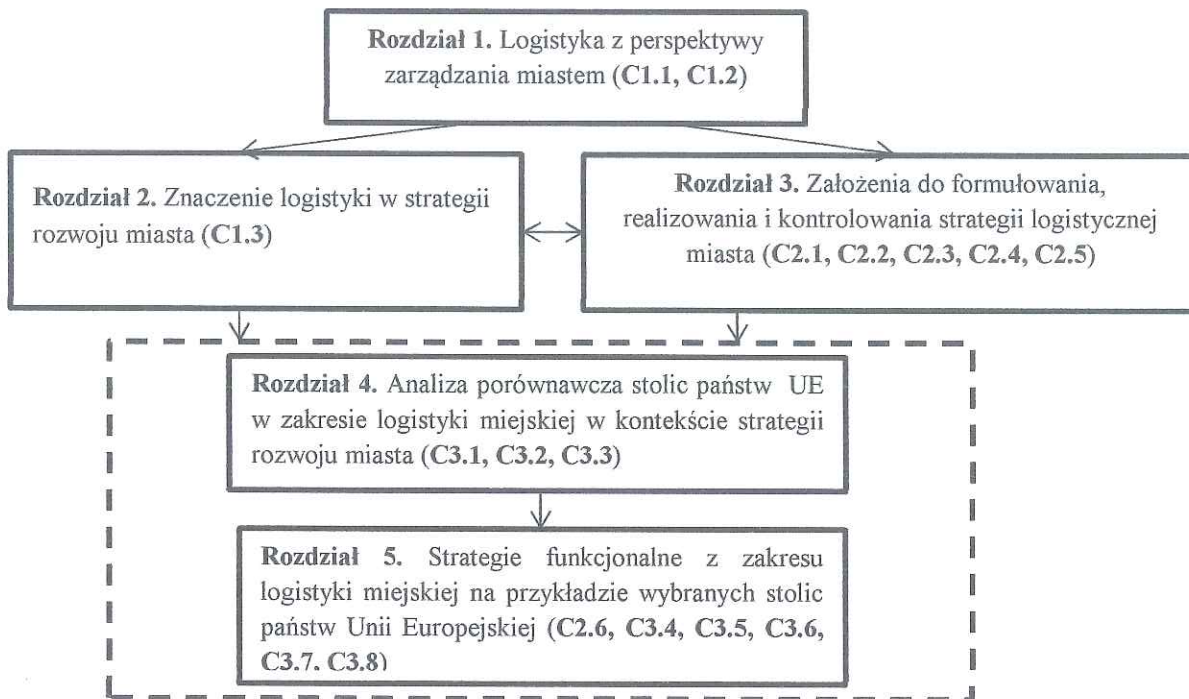 Rozdział 1. Logistyka z perspektywy
zarządzania miastem (C1.1, C1.2)
Rozdział 2. Znaczenie logistyki w strategii
rozwoju miasta (C1.3)
Rozdział 3. Założenia do formułowania,
realizowania i kontrolowania strategii logistycznej
miasta (C2.1, C2.2, C2.3, C2.4, C2.5)
Rozdział 4. Analiza porównawcza stolic państw UE
w zakresie logistyki miejskiej w kontekście strategii
rozwoju miasta (C3.1, C3.2, C3.3)
Rozdział 5. Strategie funkcjonalne z zakresu
logistyki miejskiej na przykładzie wybranych stolic
państw Unii Europejskiej (C2.6, C3.4, C3.5, C3.6,
C3.7, C3.8)